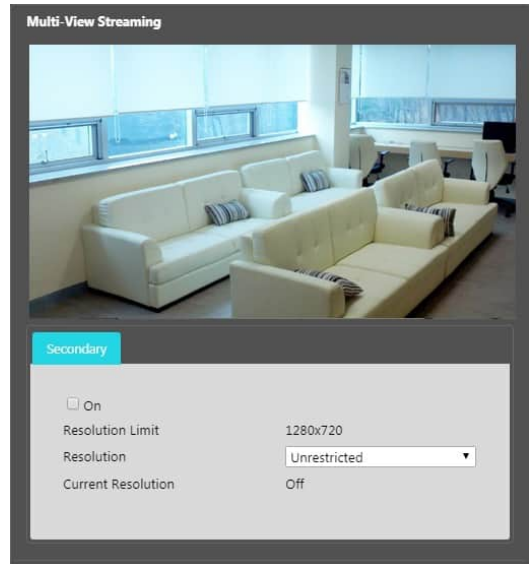 Multi-View Streaming
Secondary
On
Resolution Limit 1280x720
Resolution Unrestricted
Current Resolution Off